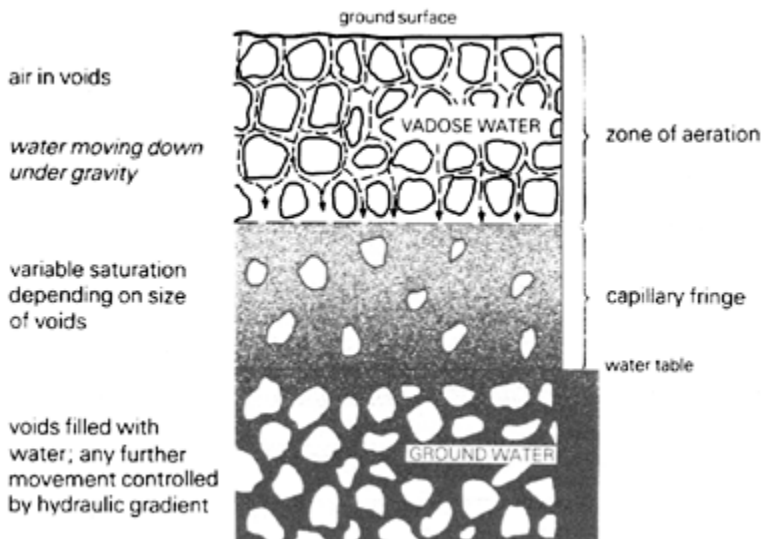 ground surface
air in voids
VADOSE WATER
zone of aeration
water moving down
under gravity
variable saturation
depending on size
of voids
capillary fringe
water table
voids filled with
water; any further
movement controlled
by hydraulic gradient
GROUND WATER